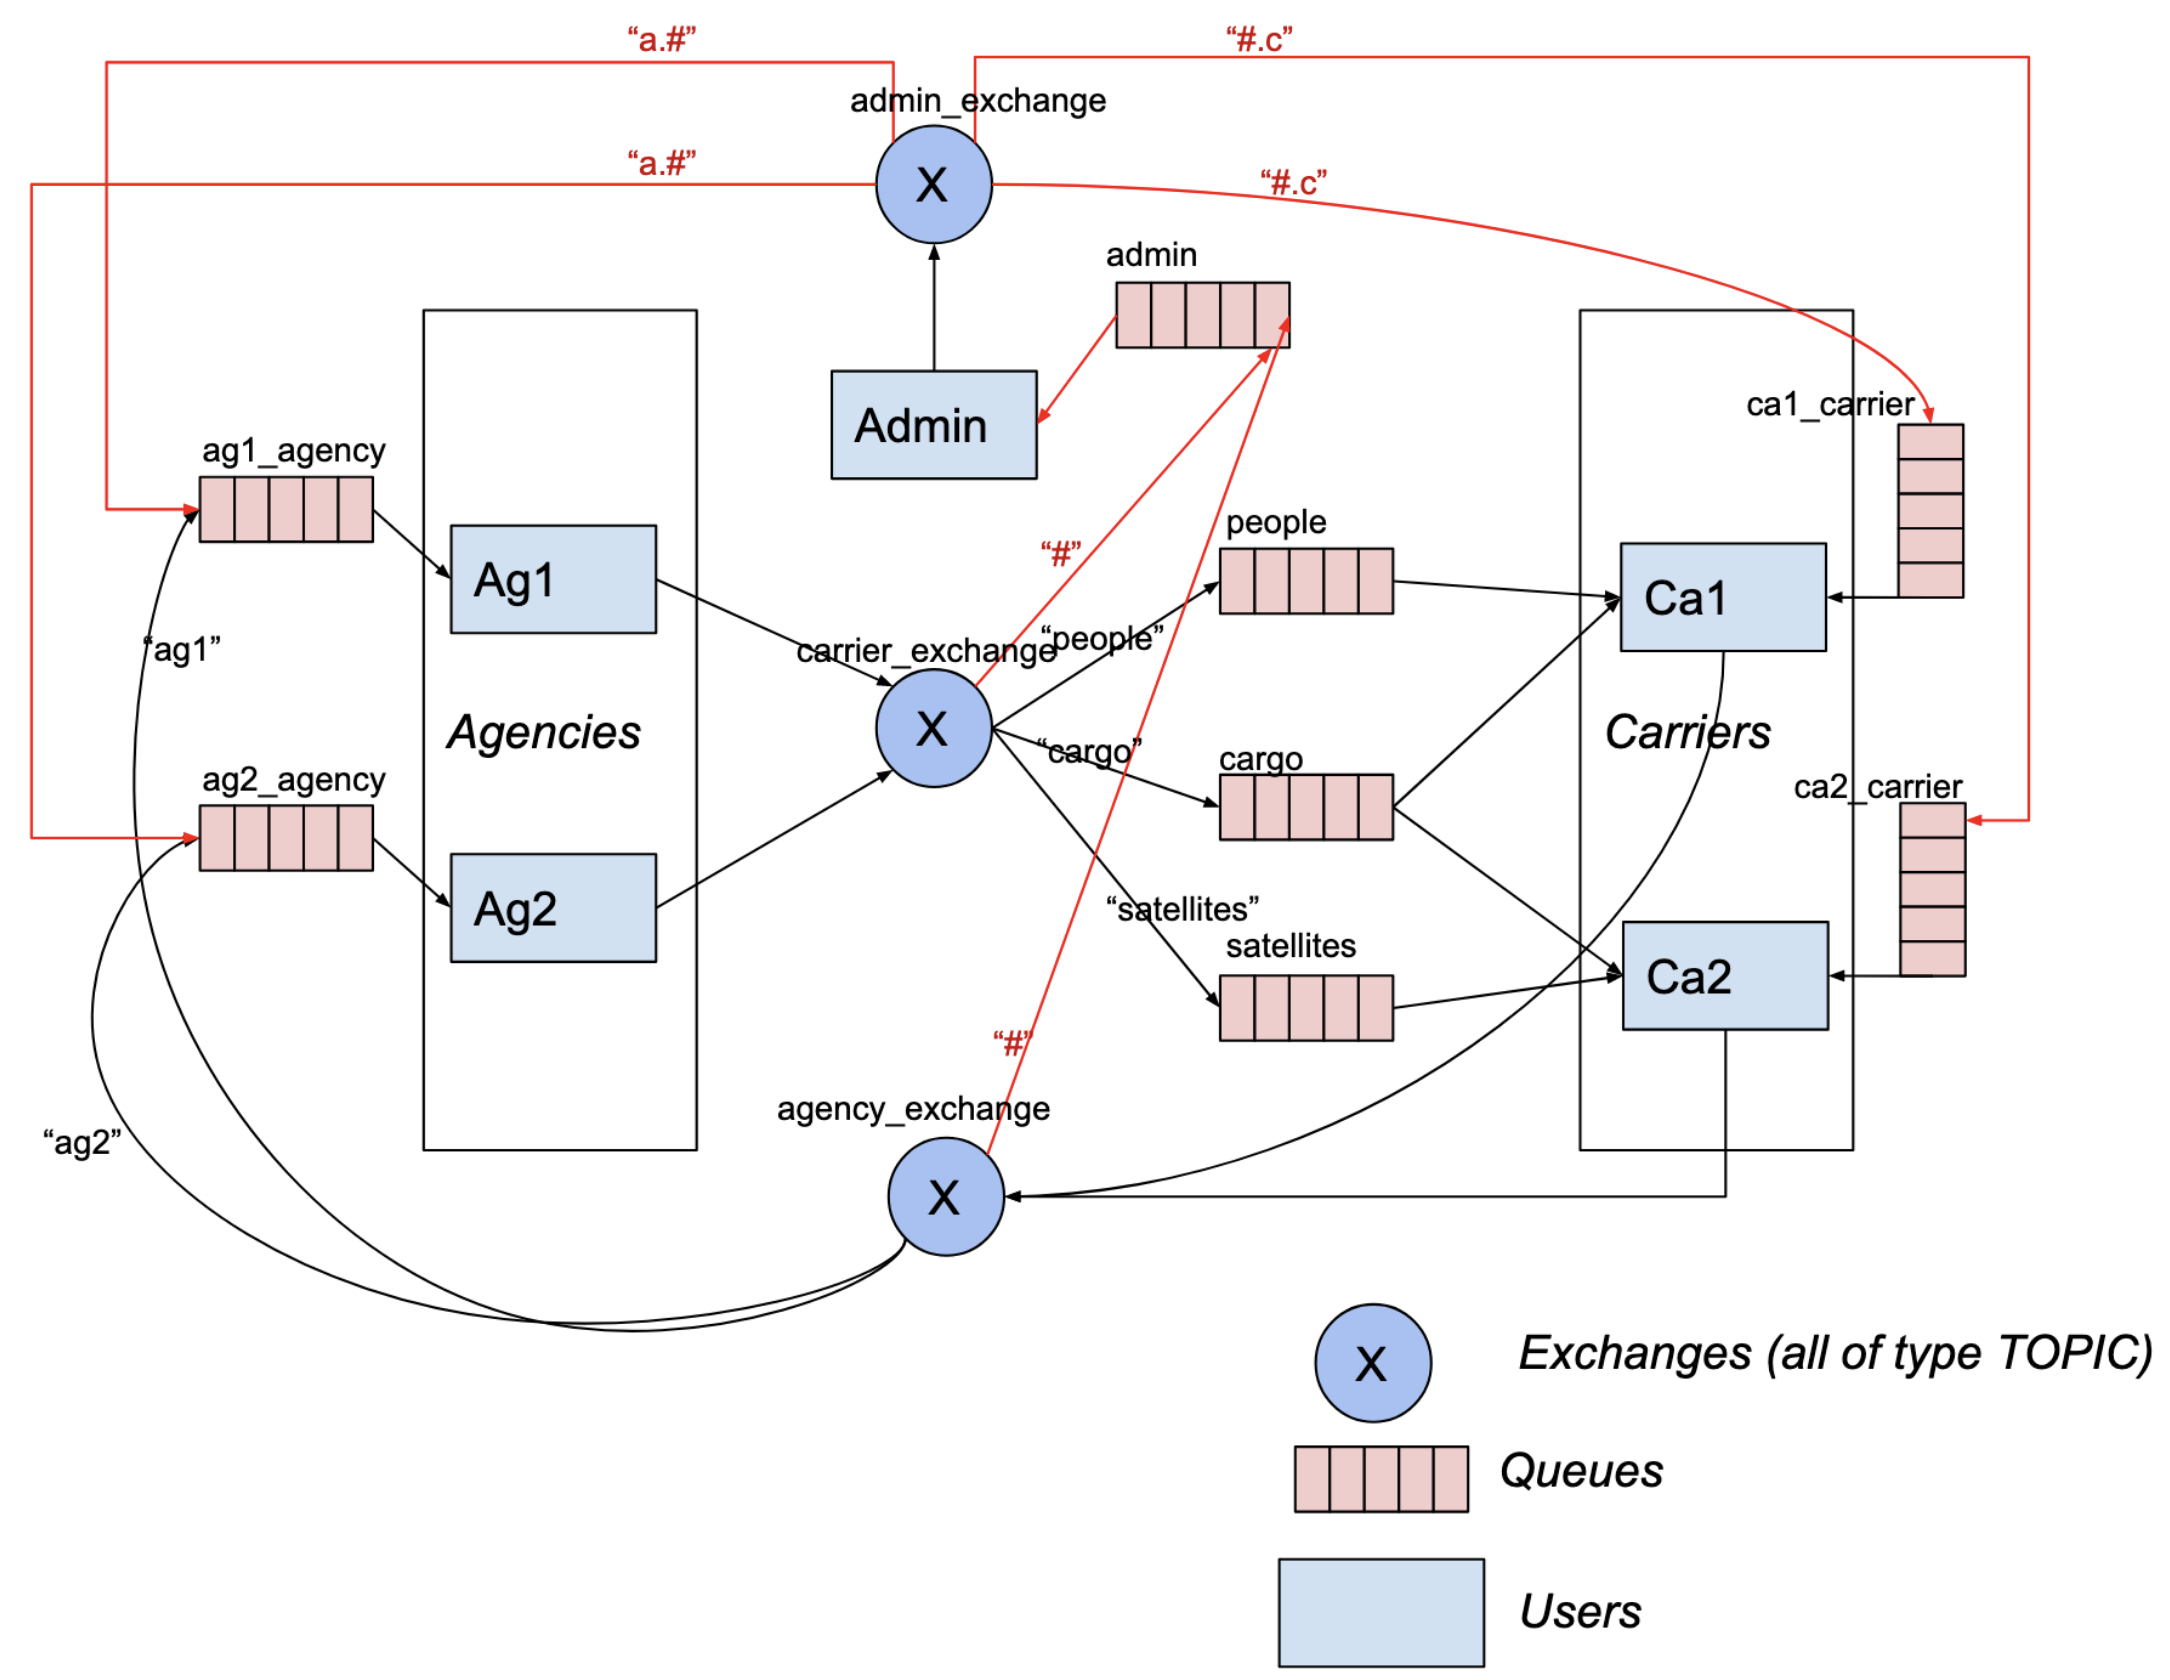 “a.#”
“#.c”
admin_exchange
“a.#”
“#.c”
X
admin
Admin
ca1_carrier
ag1_agency
people
“#”
Ag1
Ca1
“people”
“ag1”
carrier_exchange
X
Agencies
Carriers
“cargo”
cargo
ag2_agency
ca2_carrier
Ag2
“satellites”
satellites
Ca2
“#”
agency_exchange
“ag2”
X
X
Exchanges (all of type TOPIC)
Queues
Users